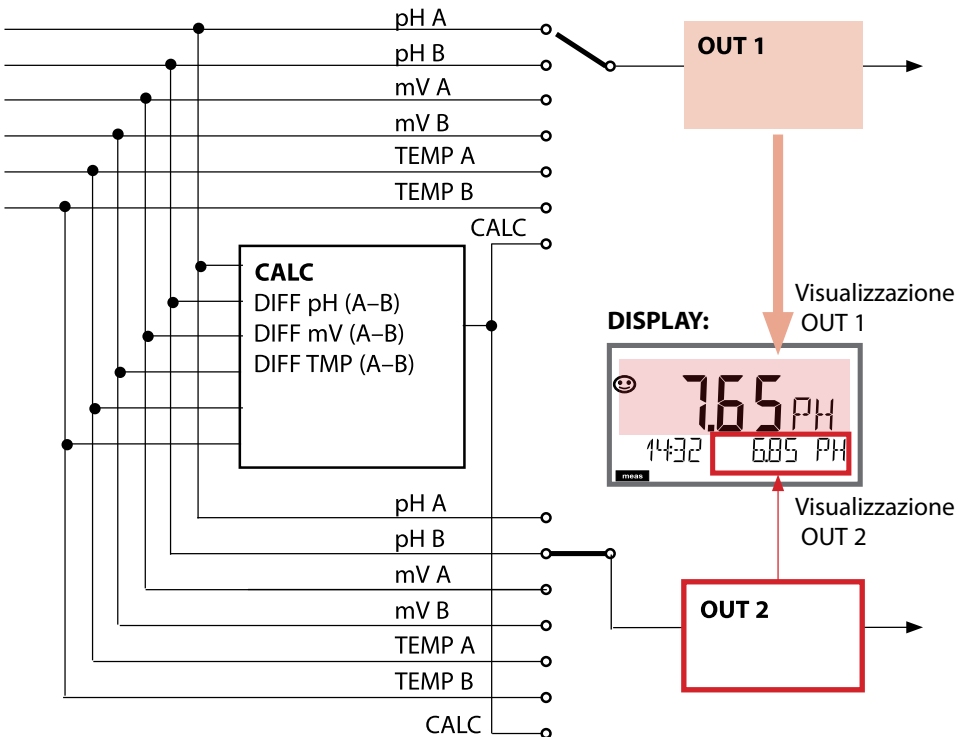 pH A
pH B
mV A
mV B
TEMP A
TEMP B
CALC
OUT 1
CALC
DIFF pH (A–B)
DIFF mV (A–B)
DIFF TMP (A–B)
Visualizzazione
OUT 1
DISPLAY:
7.65 PH
14:32 6.85 PH
meas
Visualizzazione
OUT 2
pH A
pH B
mV A
mV B
TEMP A
TEMP B
CALC
OUT 2